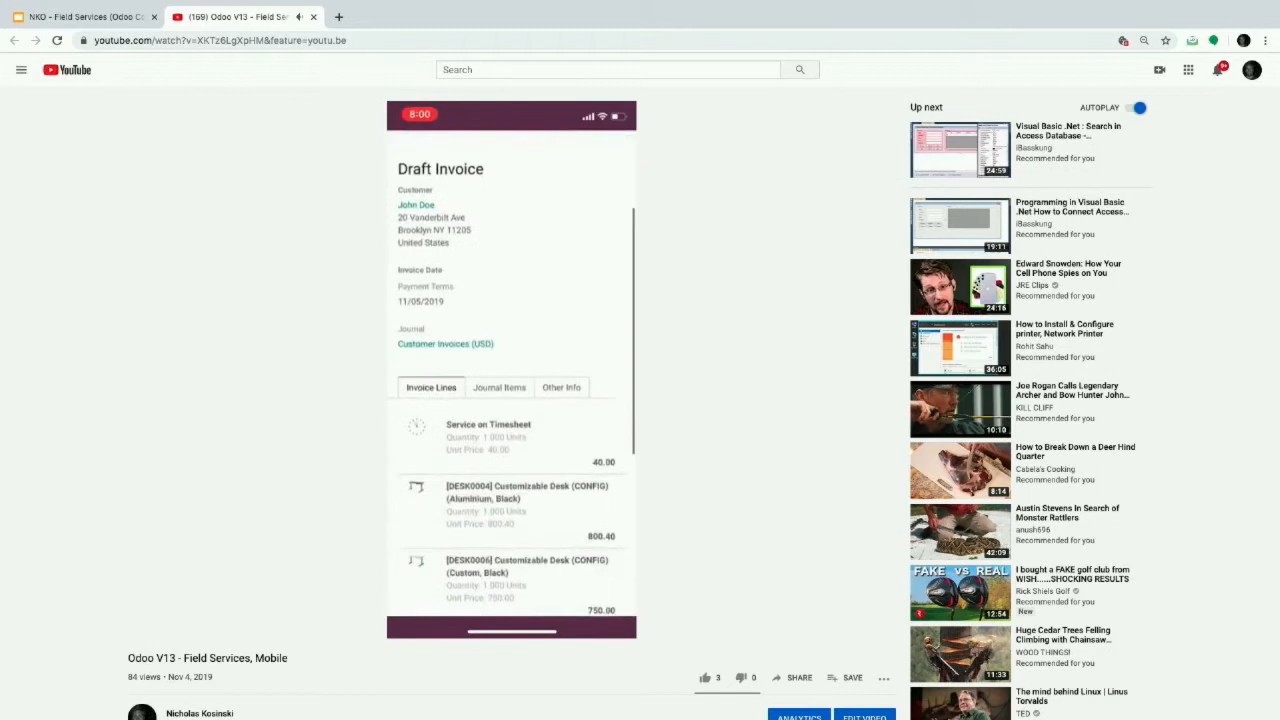 NKO - Field Services (Odoo Co
(169) Odoo V13 - Field Ser
youtube.com/watch?v=XKTz6LgXpHM&feature=youtu.be
YouTube
Search
9+
8:00
Draft Invoice
Customer
John Doe
20 Vanderbilt Ave
Brooklyn NY 11205
United States
Invoice Date
Payment Terms
11/05/2019
Journal
Customer Invoices (USD)
Invoice Lines
Journal Items
Other Info
Service on Timesheet
Quantity: 1.000 Units
Unit Price: 40.00
40.00
[DESK0004] Customizable Desk (CONFIG)
(Aluminium, Black)
Quantity: 1.000 Units
Unit Price: 800.40
800.40
[DESK0006] Customizable Desk (CONFIG)
(Custom, Black)
Quantity: 1.000 Units
Unit Price: 750.00
750.00
Odoo V13 - Field Services, Mobile
84 views · Nov 4, 2019
3
0
SHARE
SAVE
Nicholas Kosinski
ANALYTICS
EDIT VIDEO
Up next
AUTOPLAY
24:59
Visual Basic .Net : Search in
Access Database -...
iBasskung
Recommended for you
19:11
Programming in Visual Basic
.Net How to Connect Access...
iBasskung
Recommended for you
24:16
Edward Snowden: How Your
Cell Phone Spies on You
JRE Clips
Recommended for you
36:05
How to Install & Configure
printer, Network Printer
Rohit Sahu
Recommended for you
10:10
Joe Rogan Calls Legendary
Archer and Bow Hunter John...
KILL CLIFF
Recommended for you
8:14
How to Break Down a Deer Hind
Quarter
Cabela's Cooking
Recommended for you
42:09
Austin Stevens In Search of
Monster Rattlers
anush696
Recommended for you
FAKE vs REAL
12:54
I bought a FAKE golf club from
WISH......SHOCKING RESULTS
Rick Shiels Golf
Recommended for you
New
11:33
Huge Cedar Trees Felling
Climbing with Chainsaw...
WOOD THINGS!
Recommended for you
The mind behind Linux | Linus
Torvalds
TED